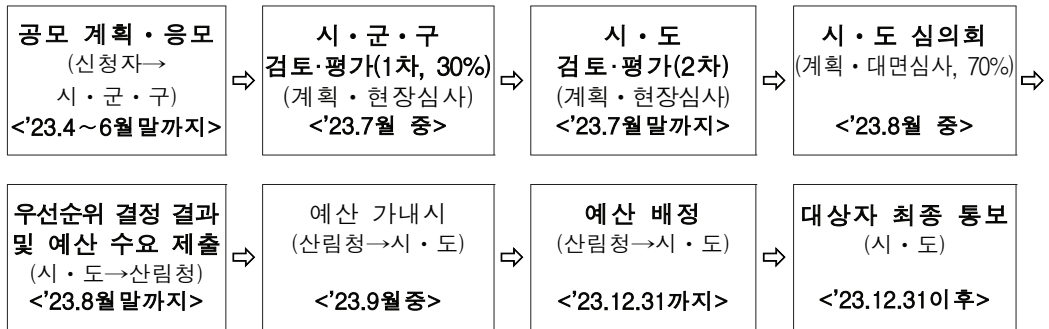 공모 계획・응모
(신청자→
시・군・구)
<'23.4～6월말까지>
⇨
시・군・구
검토·평가(1차, 30%)
(계획・현장심사)
<'23.7월 중>
⇨
시・도
검토·평가(2차)
(계획・현장심사)
<'23.7월말까지>
⇨
시・도 심의회
(계획・대면심사, 70%)
<'23.8월 중>
⇨
우선순위 결정 결과
및 예산 수요 제출
(시・도→산림청)
<'23.8월말까지>
⇨
예산 가내시
(산림청→시・도)
<'23.9월중>
⇨
예산 배정
(산림청→시・도)
<'23.12.31까지>
⇨
대상자 최종 통보
(시・도)
<'23.12.31이후>